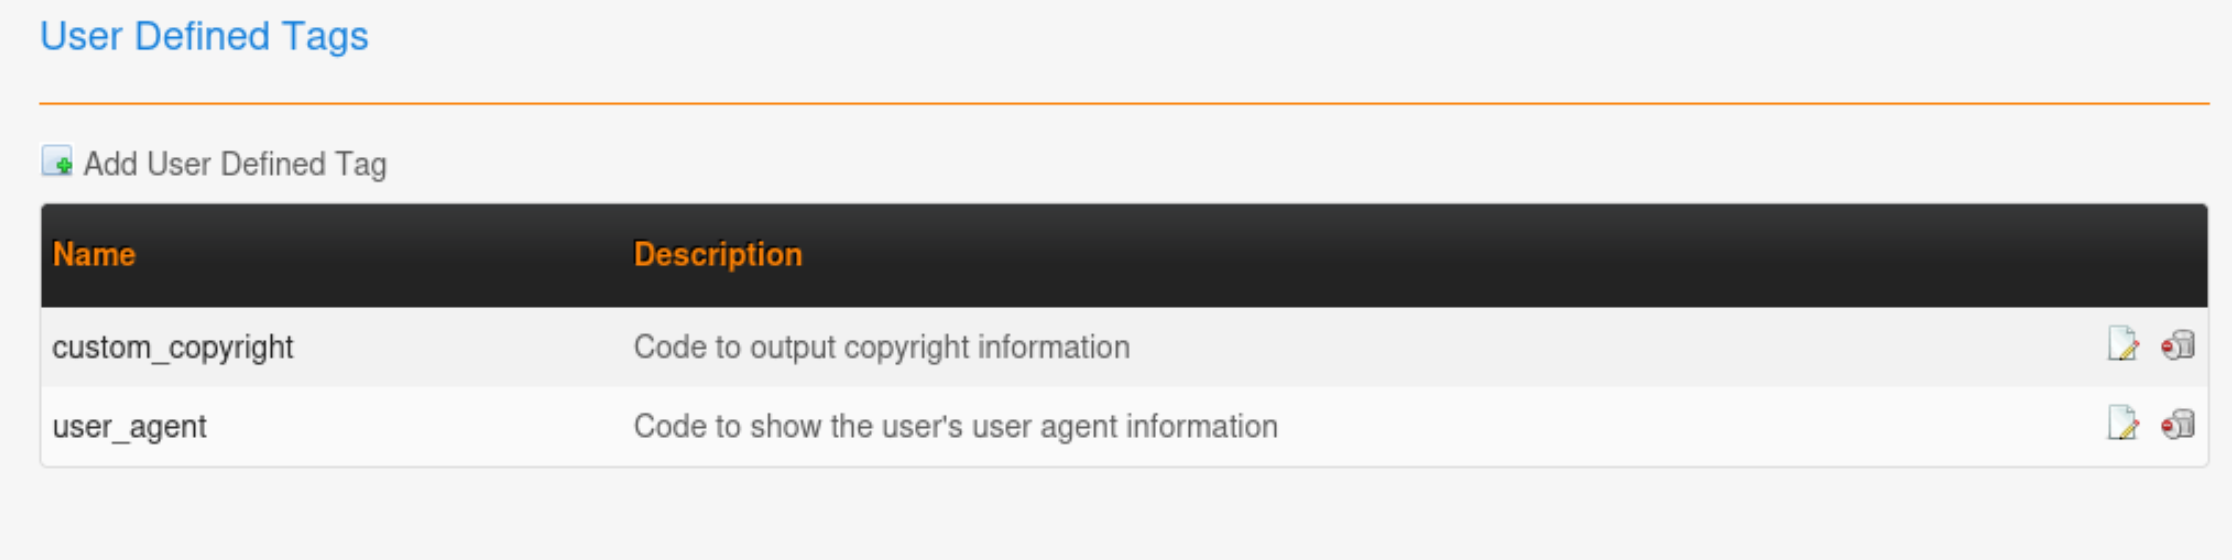 User Defined Tags
Add User Defined Tag
Name Description
custom_copyright Code to output copyright information
user_agent Code to show the user's user agent information